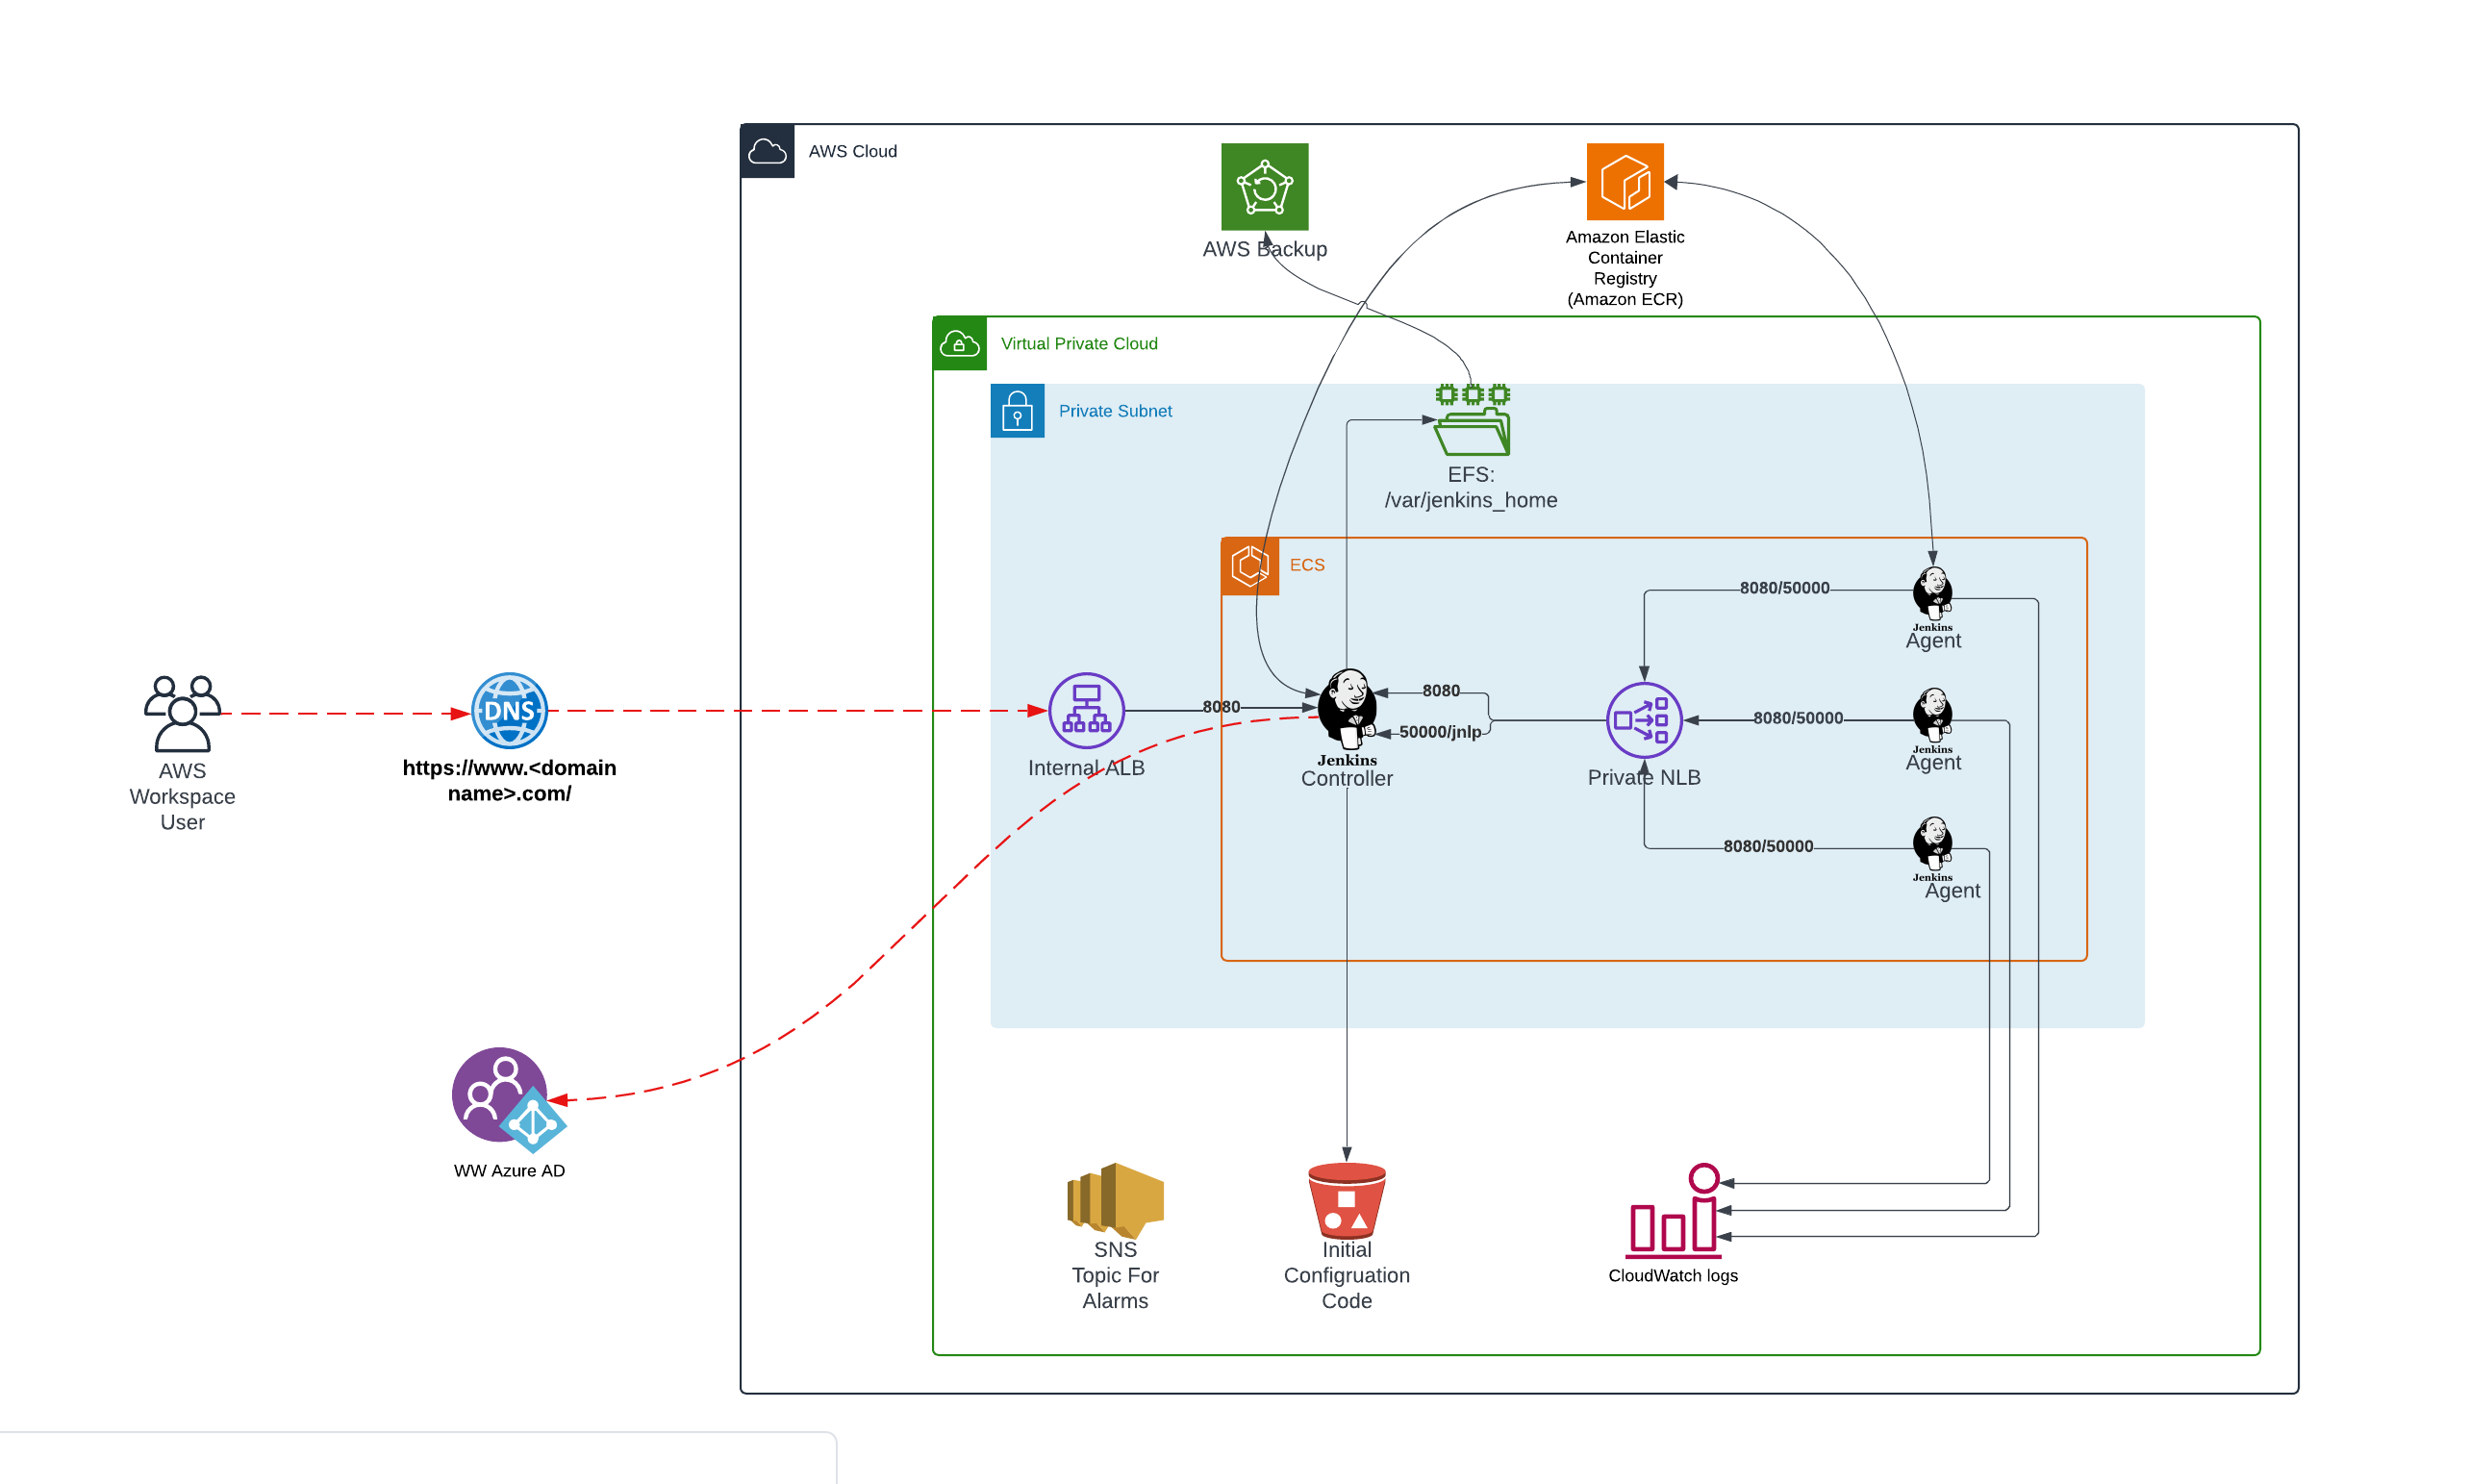 AWS Cloud
AWS Backup
Amazon Elastic
Container
Registry
(Amazon ECR)
Virtual Private Cloud
Private Subnet
EFS:
/var/jenkins_home
ECS
8080/50000
Jenkins
Agent
AWS
Workspace
User
DNS
https://www.<domain
name>.com/
Internal ALB
8080
Jenkins
Controller
8080
50000/jnlp
Private NLB
8080/50000
Jenkins
Agent
8080/50000
Jenkins
Agent
WW Azure AD
SNS
Topic For
Alarms
Initial
Configruation
Code
CloudWatch logs